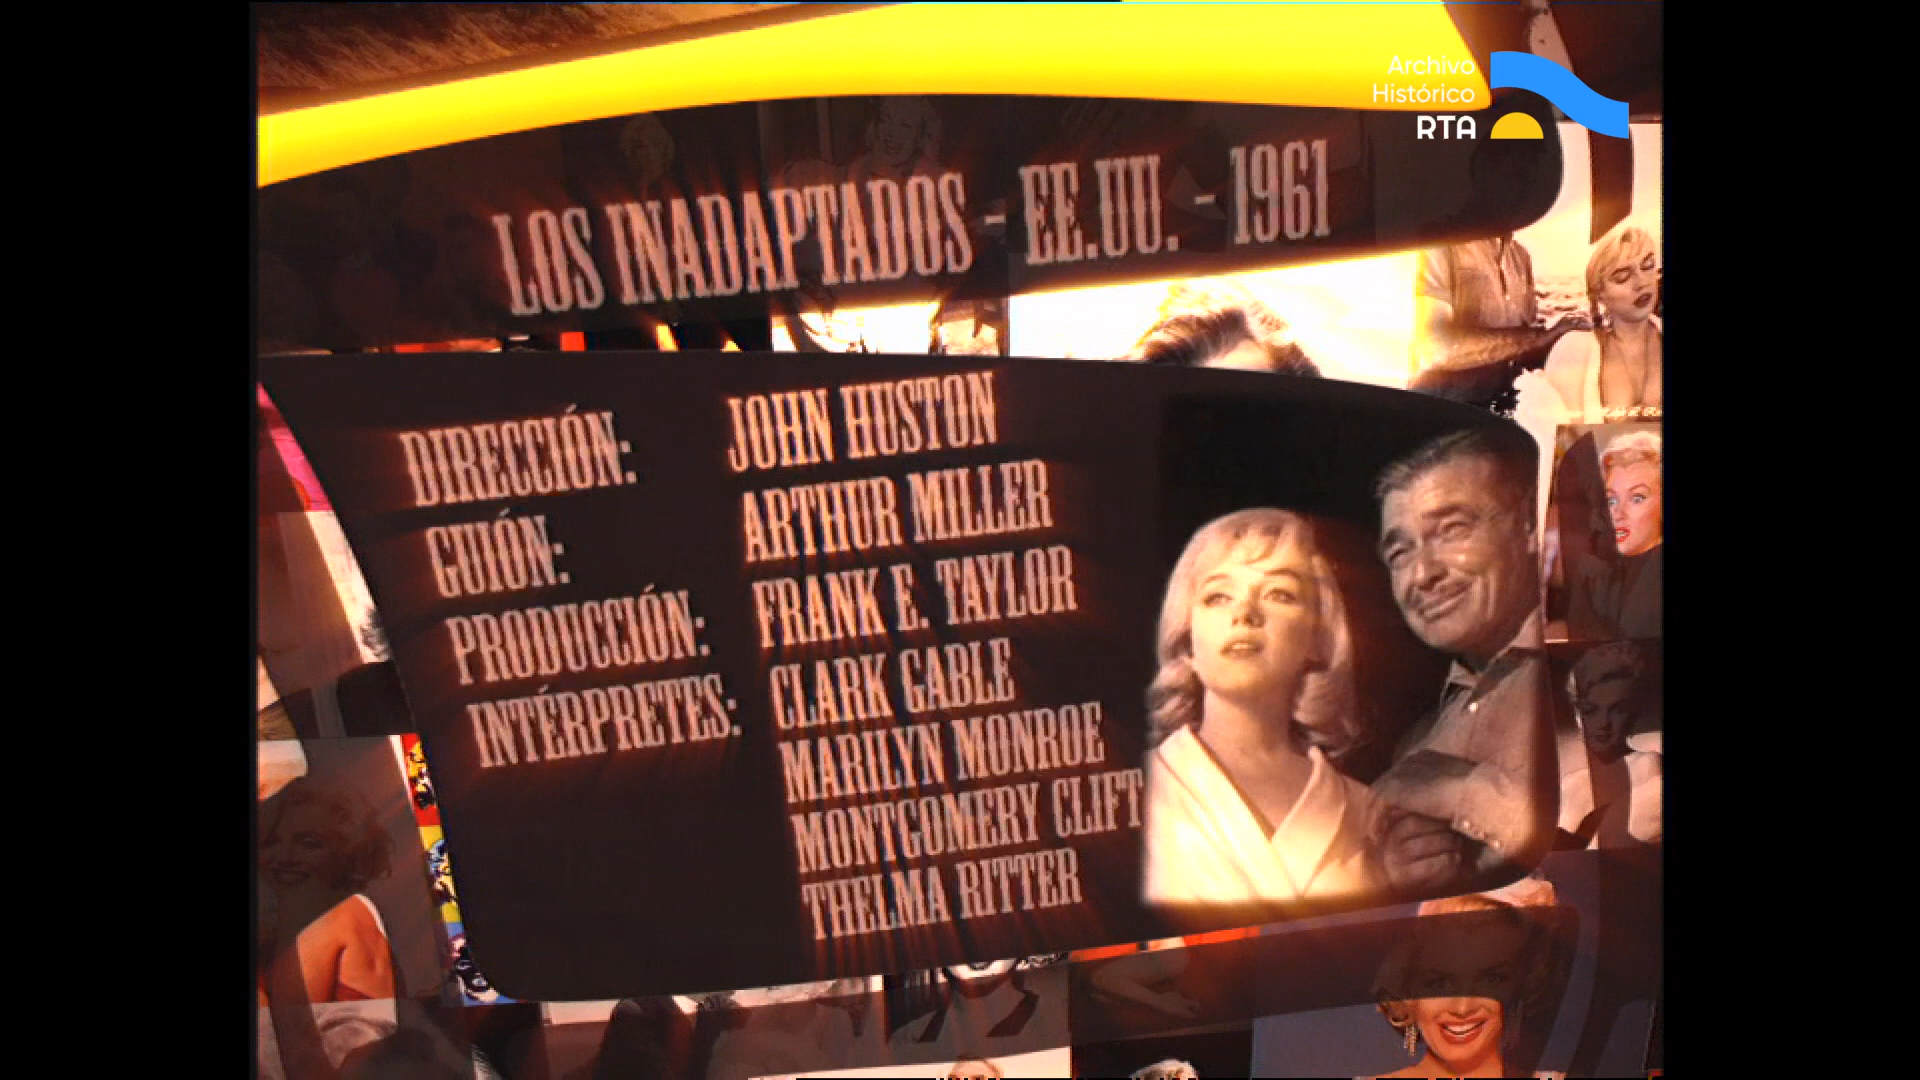 Archivo
Histórico
RTA
LOS INADAPTADOS - EE.UU. - 1961
DIRECCIÓN: JOHN HUSTON
GUIÓN: ARTHUR MILLER
PRODUCCIÓN: FRANK E. TAYLOR
INTÉRPRETES: CLARK GABLE
MARILYN MONROE
MONTGOMERY CLIFT
THELMA RITTER